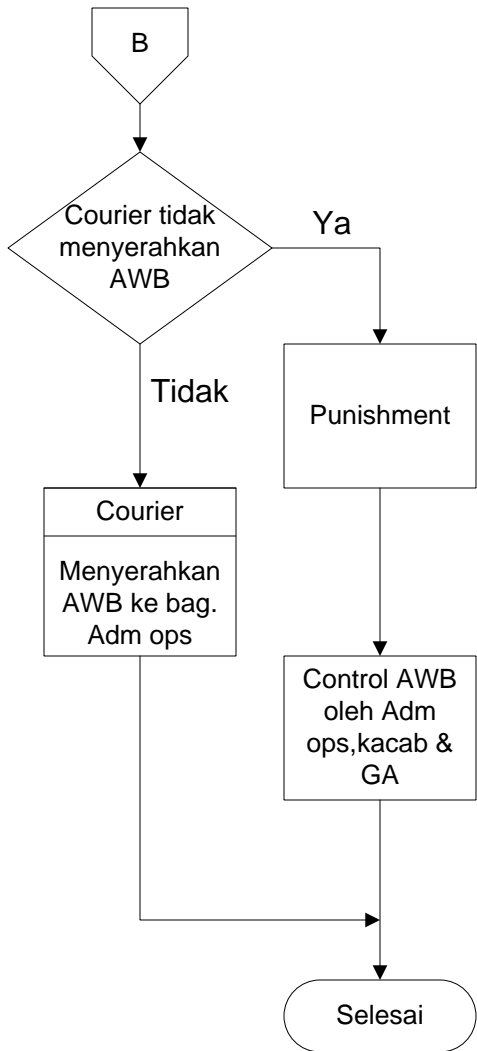 B
Courier tidak
menyerahkan
AWB
Ya
Tidak
Punishment
Courier
Menyerahkan
AWB ke bag.
Adm ops
Control AWB
oleh Adm
ops,kacab &
GA
Selesai